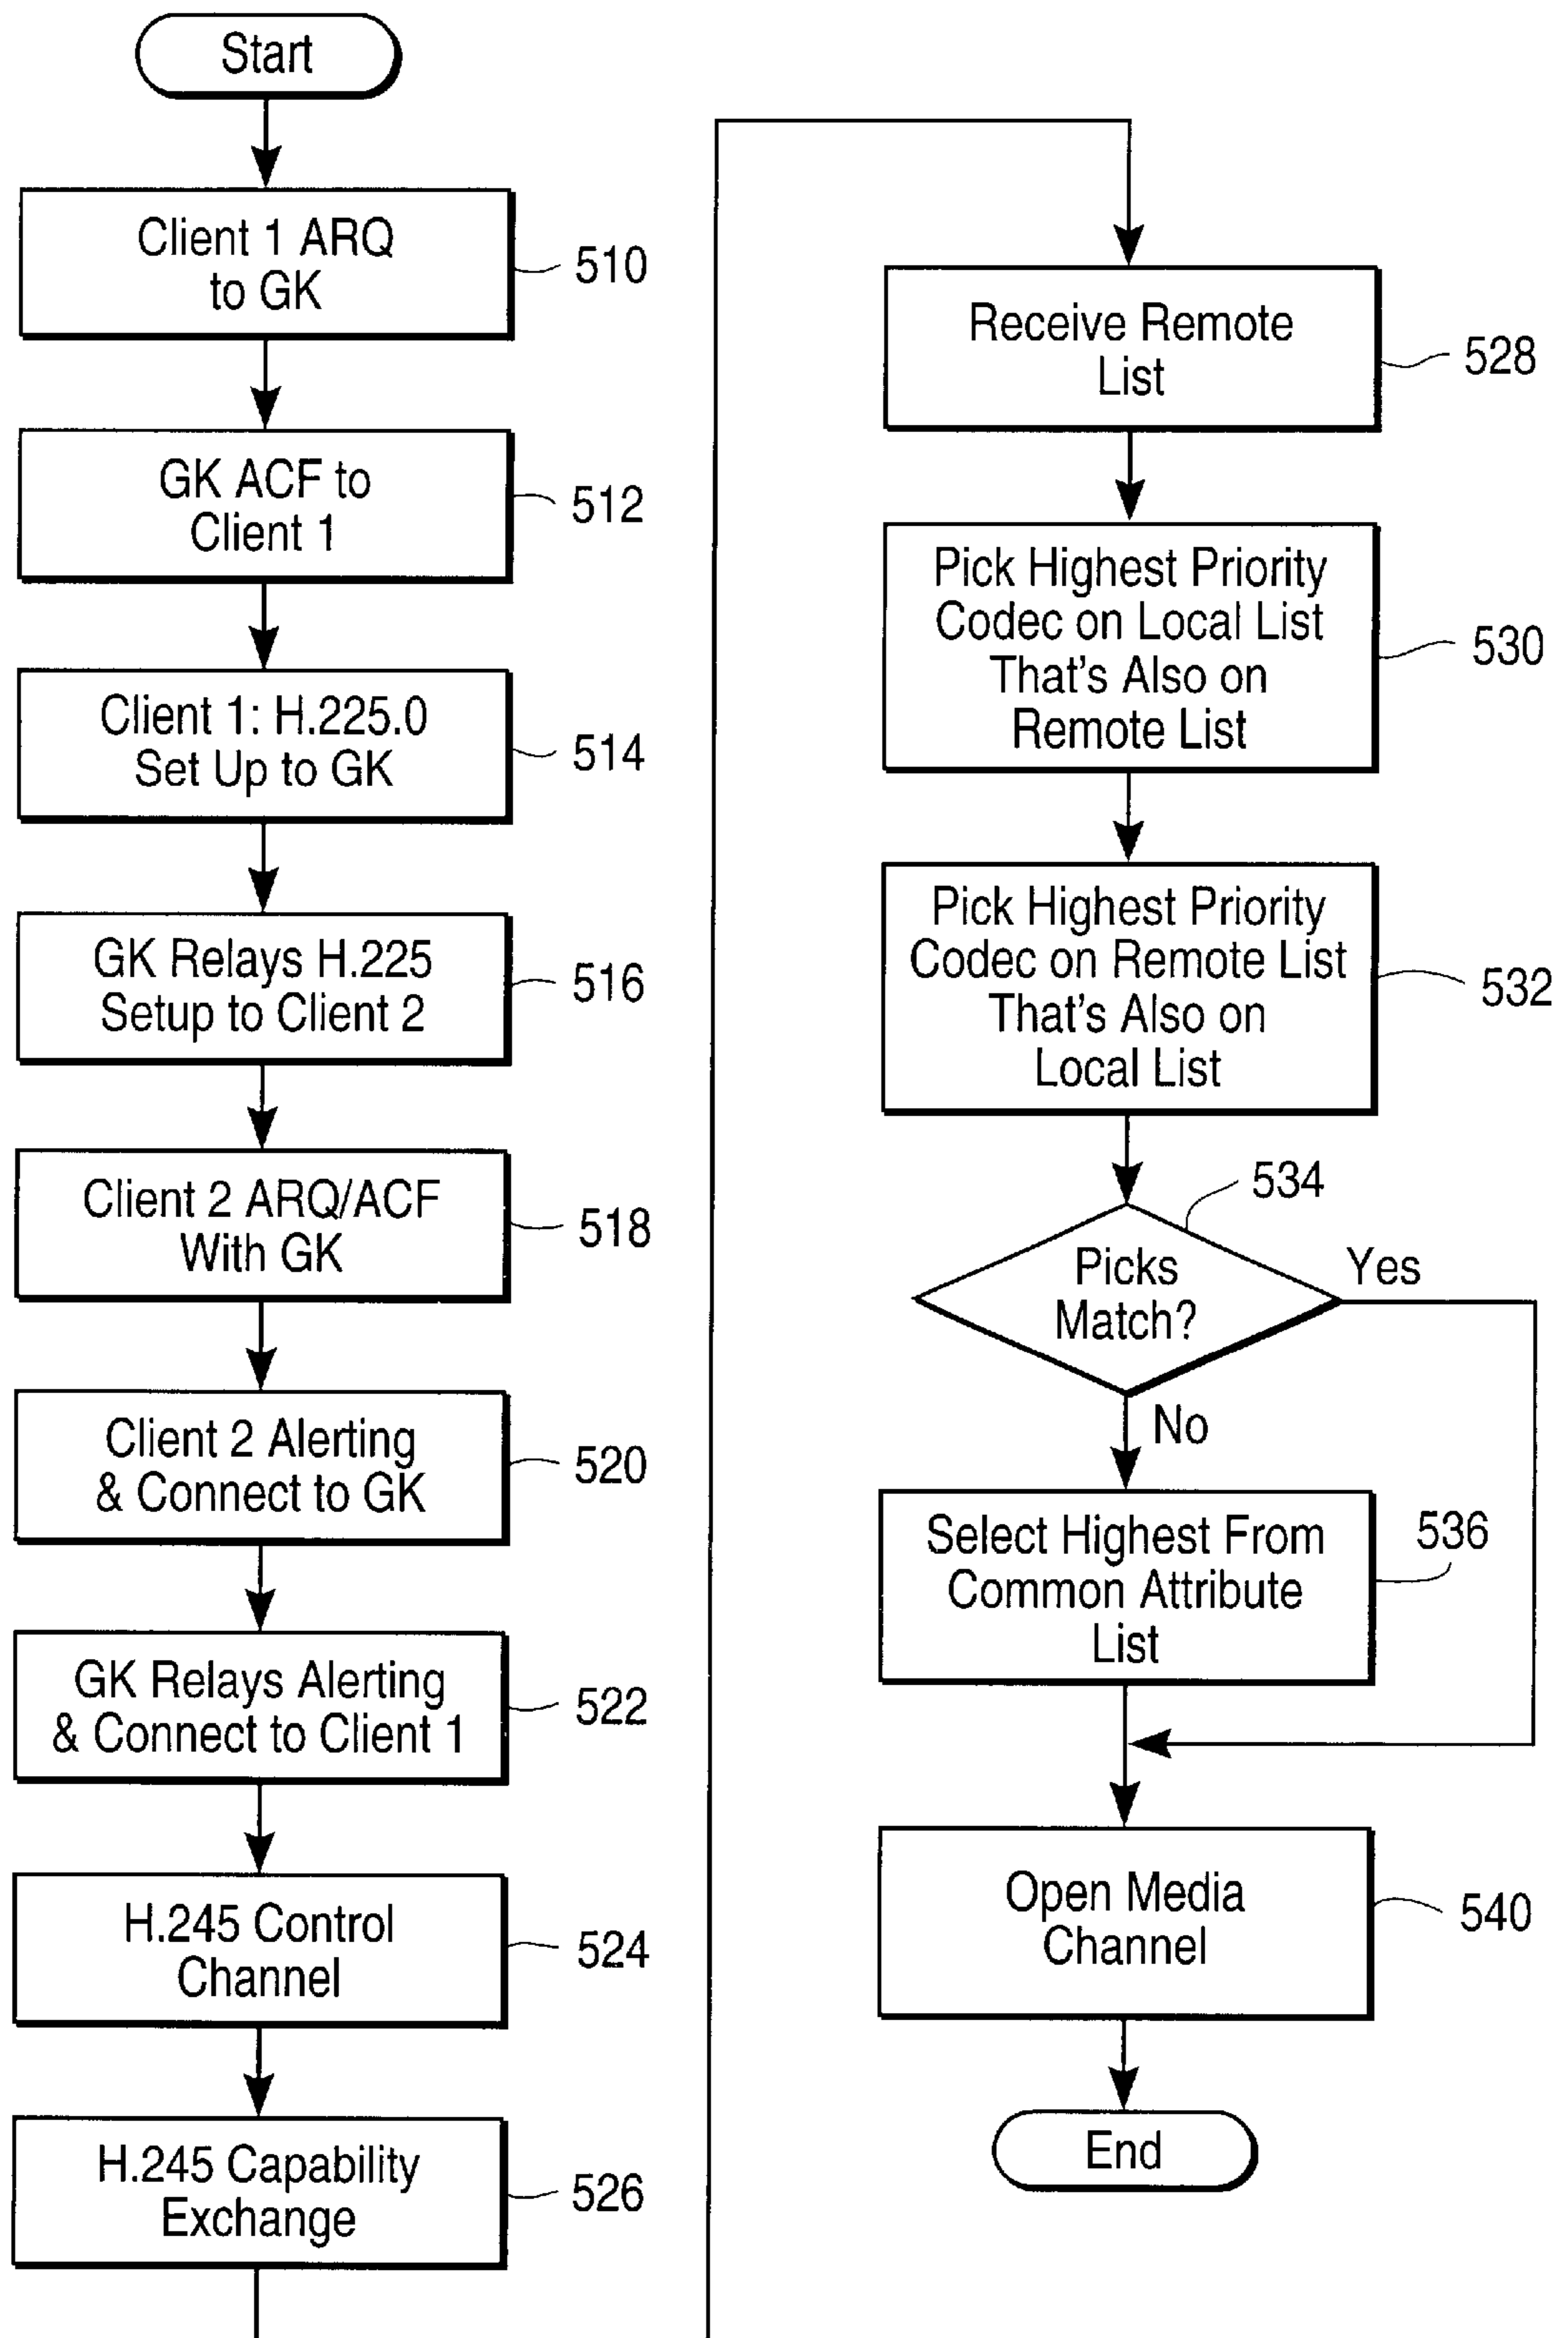 Start
Client 1 ARQ
to GK
510
GK ACF to
Client 1
512
Client 1: H.225.0
Set Up to GK
514
GK Relays H.225
Setup to Client 2
516
Client 2 ARQ/ACF
With GK
518
Client 2 Alerting
& Connect to GK
520
GK Relays Alerting
& Connect to Client 1
522
H.245 Control
Channel
524
H.245 Capability
Exchange
526
Receive Remote
List
528
Pick Highest Priority
Codec on Local List
That's Also on
Remote List
530
Pick Highest Priority
Codec on Remote List
That's Also on
Local List
532
534
Picks
Match?
Yes
No
Select Highest From
Common Attribute
List
536
Open Media
Channel
540
End